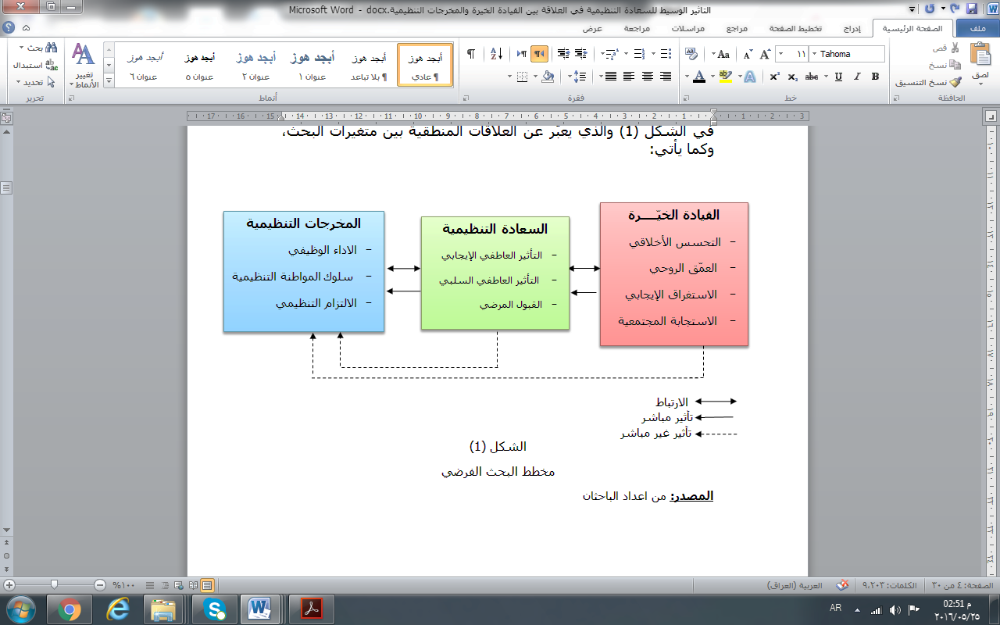 التاثير الوسيط للسعادة التنظيمية في العلاقة بين القيادة الخيرة والمخرجات التنظيمية.docx - Microsoft Word
ملف
الصفحة الرئيسية
إدراج
تخطيط الصفحة
مراجع
مراسلات
مراجعة
عرض
لصق
قص
نسخ
نسخ التنسيق
الحافظة
Tahoma
١١
خط
فقرة
أبجد هوز
¶ عادي
أبجد هوز
¶ بلا تباعد
أبجد هوز
عنوان ١
أبجد هوز
عنوان ٢
أبجد هوز
عنوان ٥
أبجد هوز
عنوان ٦
أنماط
تغيير
الأنماط
بحث
استبدال
تحديد
تحرير
في الشكل (1) والذي يعبّر عن العلاقات المنطقية بين متغيرات البحث،
وكما يأتي:
القيادة الخيّـــــرة
- التحسس الأخلاقي
- العمّق الروحي
- الاستغراق الإيجابي
- الاستجابة المجتمعية
السعادة التنظيمية
- التأثير العاطفي الإيجابي
- التأثير العاطفي السلبي
- القبول المرضي
المخرجات التنظيمية
- الاداء الوظيفي
- سلوك المواطنة التنظيمية
- الالتزام التنظيمي
الارتباط
تأثير مباشر
تأثير غير مباشر
الشكل (1)
مخطط البحث الفرضي
المصدر: من اعداد الباحثان
الصفحة: ٤ من ٣٠
الكلمات: ٩,٢٠٣
العربية (العراق)
١٠٠%
AR
02:51 م
٢٠١٦/٠٥/٢٥